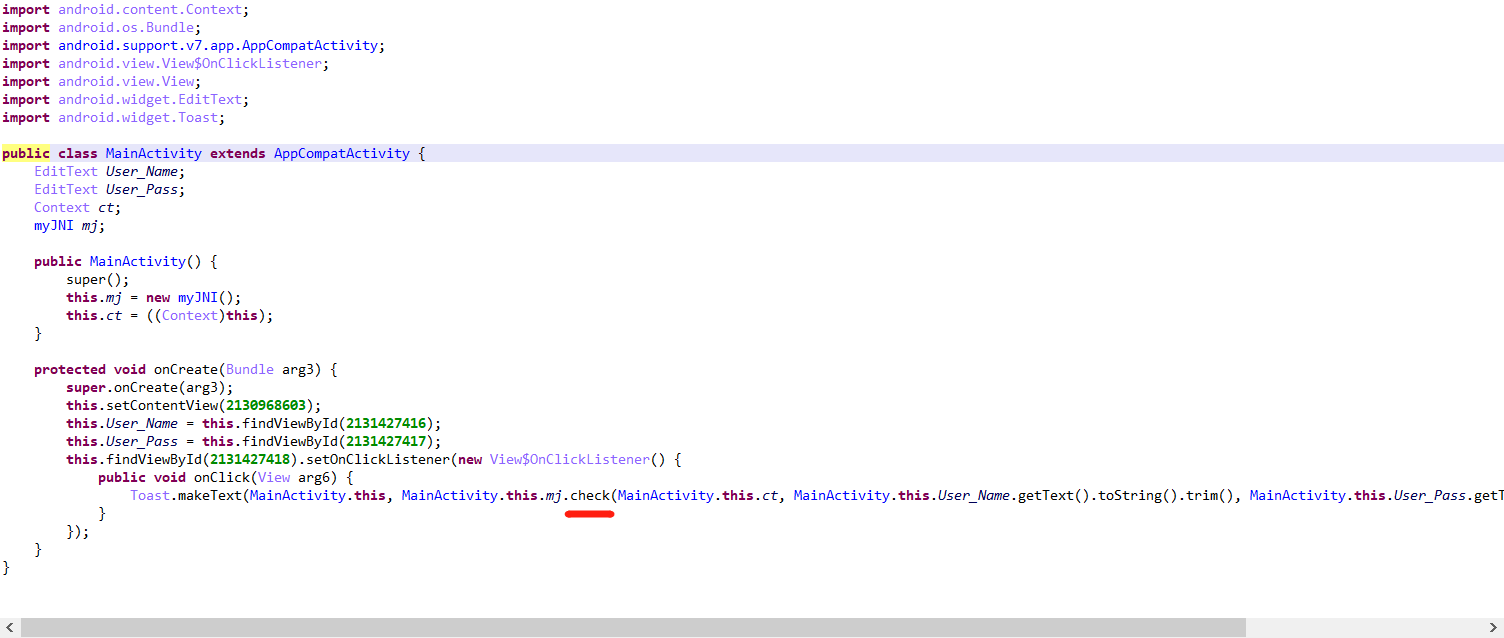 import android.content.Context;
import android.os.Bundle;
import android.support.v7.app.AppCompatActivity;
import android.view.View$OnClickListener;
import android.view.View;
import android.widget.EditText;
import android.widget.Toast;
public class MainActivity extends AppCompatActivity {
EditText User_Name;
EditText User_Pass;
Context ct;
myJNI mj;
public MainActivity() {
super();
this.mj = new myJNI();
this.ct = ((Context)this);
}
protected void onCreate(Bundle arg3) {
super.onCreate(arg3);
this.setContentView(2130968603);
this.User_Name = this.findViewById(2131427416);
this.User_Pass = this.findViewById(2131427417);
this.findViewById(2131427418).setOnClickListener(new View$OnClickListener() {
public void onClick(View arg6) {
Toast.makeText(MainActivity.this, MainActivity.this.mj.check(MainActivity.this.ct, MainActivity.this.User_Name.getText().toString().trim(), MainActivity.this.User_Pass.getT
}
});
}
}